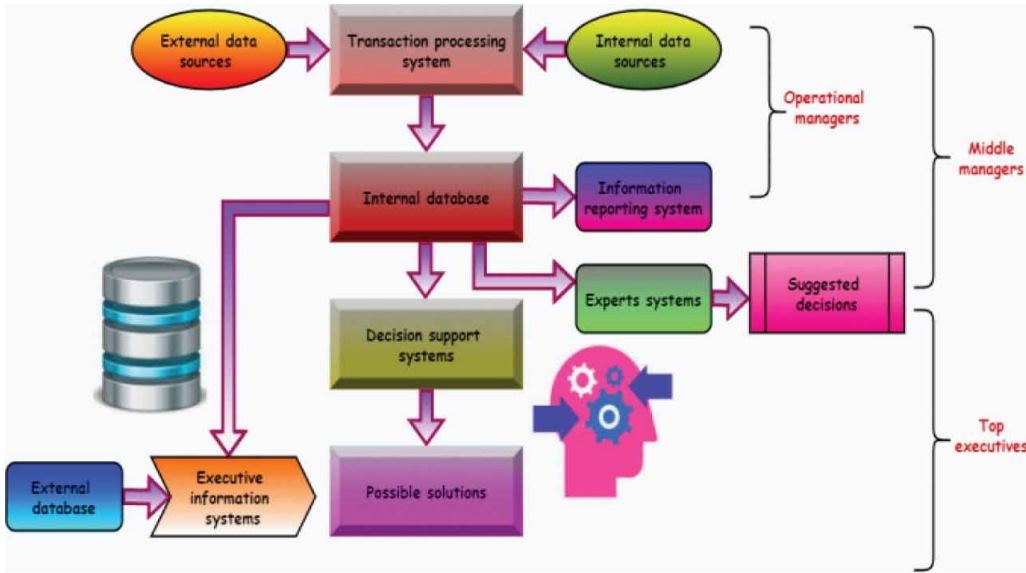 External data
sources
Transaction processing
system
Internal data
sources
Operational
managers
Middle
managers
Internal database
Information
reporting system
Experts systems
Suggested
decisions
Decision support
systems
Top
executives
External
database
Executive
information
systems
Possible solutions